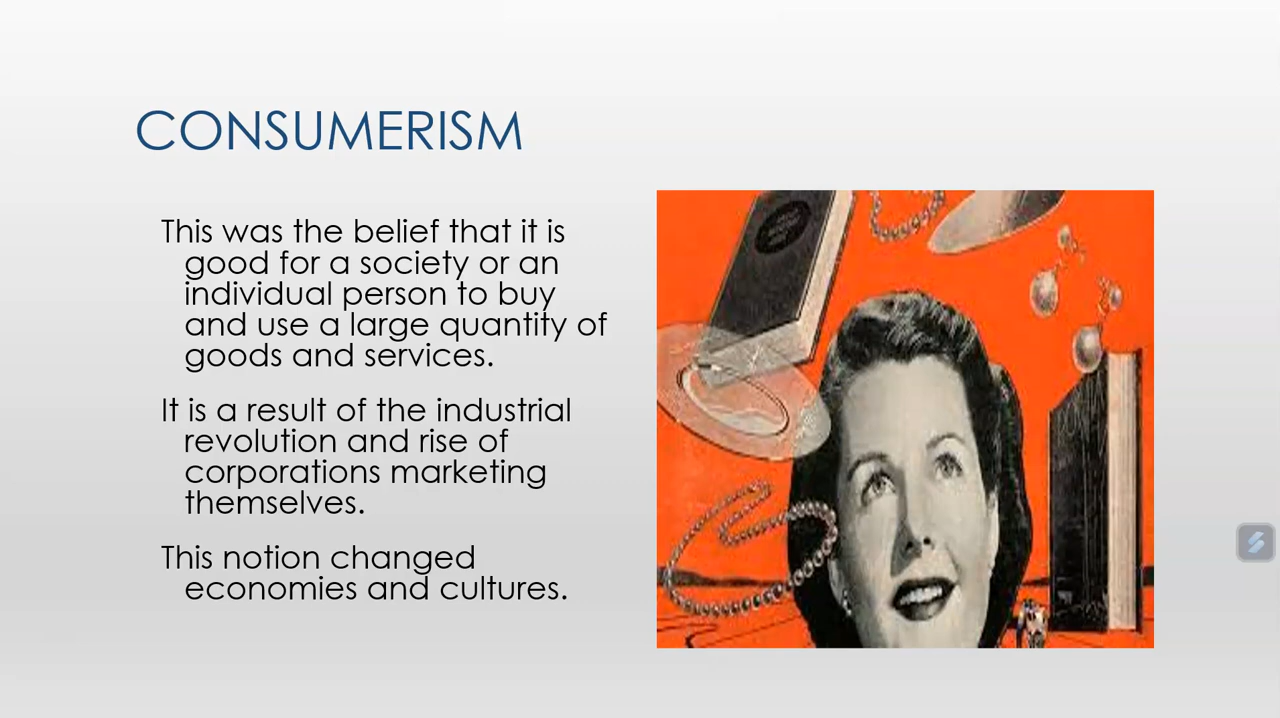 CONSUMERISM
This was the belief that it is
good for a society or an
individual person to buy
and use a large quantity of
goods and services.
It is a result of the industrial
revolution and rise of
corporations marketing
themselves.
This notion changed
economies and cultures.